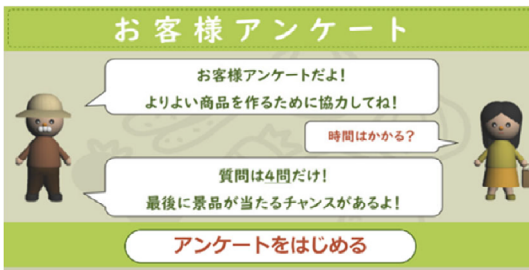 お客様アンケート
お客様アンケートだよ！
よりよい商品を作るために協力してね！
時間はかかる？
質問は4問だけ！
最後に景品が当たるチャンスがあるよ！
アンケートをはじめる